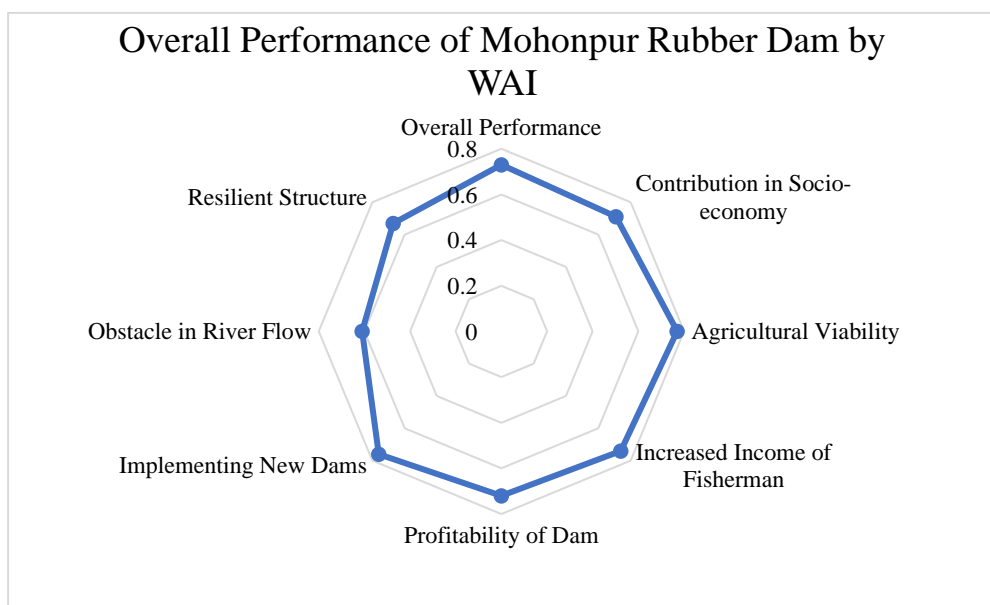 Overall Performance of Mohonpur Rubber Dam by
WAI
Overall Performance
0.8
0.6
0.4
0.2
0
Contribution in Socio-
economy
Agricultural Viability
Increased Income of
Fisherman
Profitability of Dam
Implementing New Dams
Obstacle in River Flow
Resilient Structure